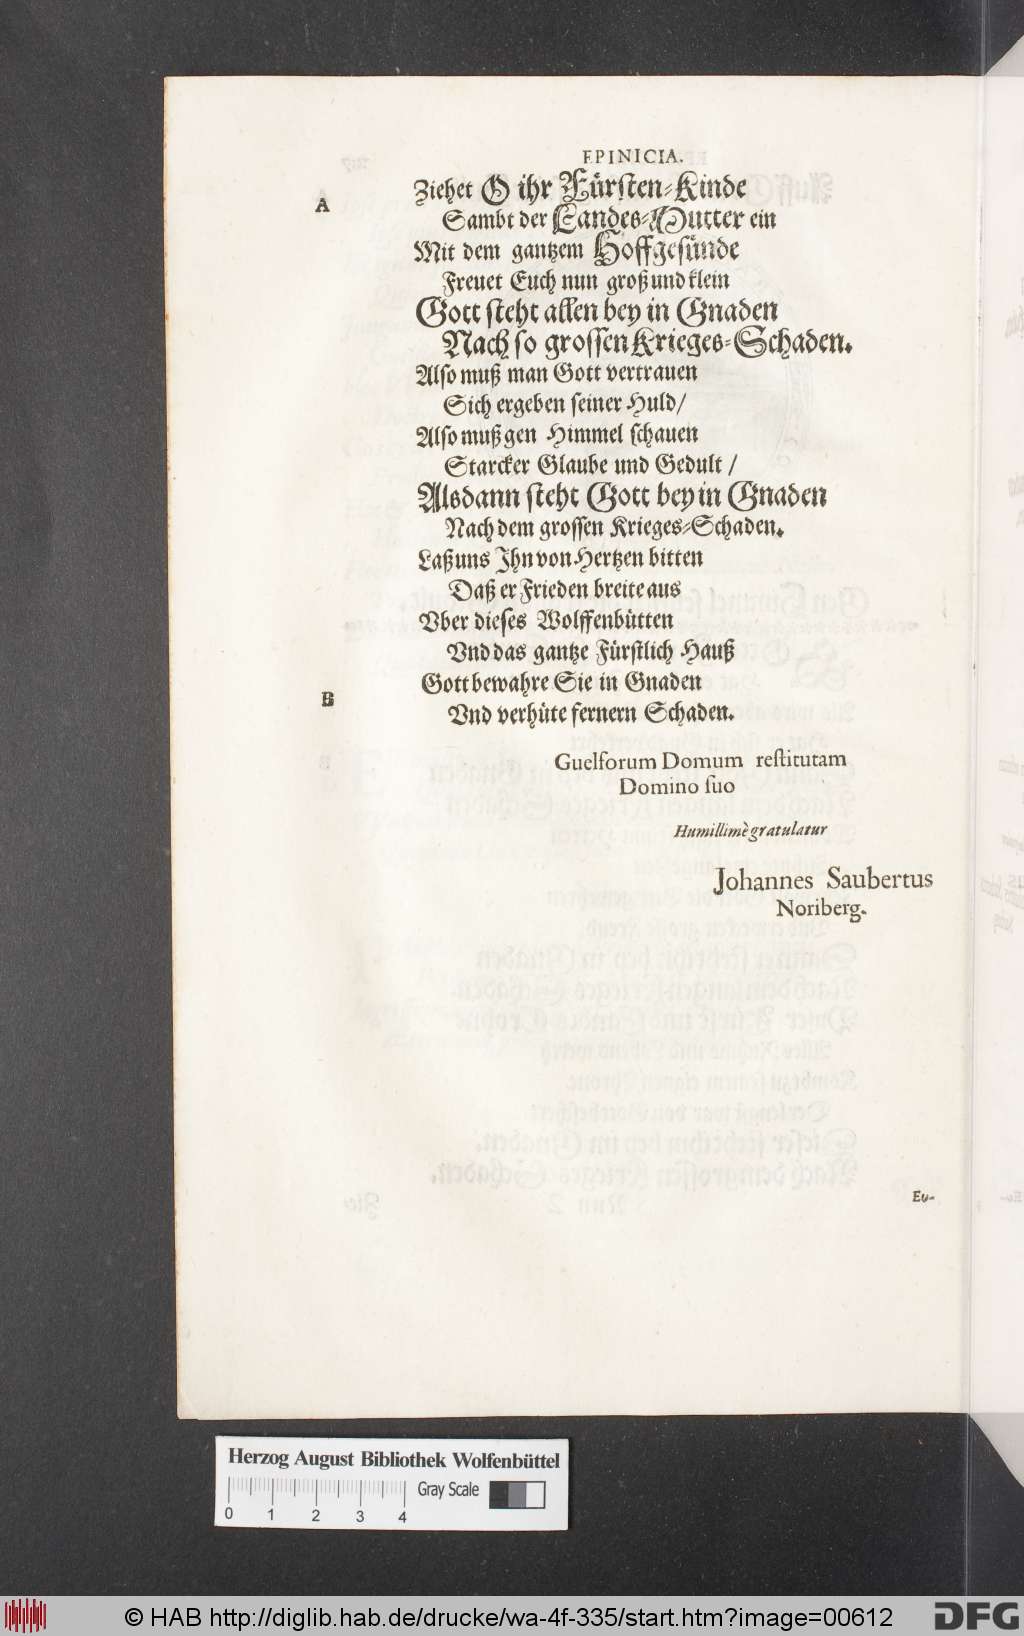 EPINICIA.
A
Ziehet O ihr Fürsten-Kinde
Sambt der Landes-Mutter ein
Mit dem gantzem Hoffgesünde
Frewet Euch nun groß und klein
Gott steht allen bey in Gnaden
Nach so grossen Krieges-Schaden.
Also muß man Gott vertrauen
Sich ergeben seiner Huld/
Also muß gen Himmel schauen
Starcker Glaube und Gedult /
Alsdann steht Gott bey in Gnaden
Nach dem grossen Krieges-Schaden.
Laß uns Ihn von Hertzen bitten
Daß er Frieden breite aus
Vber dieses Wolffenbütten
Vnd das gantze Fürstlich Hauß
Gott bewahre Sie in Gnaden
B
Vnd verhüte fernern Schaden.
Guelforum Domum restitutam
Domino suo
Humillimè gratulatur
Johannes Saubertus
Noriberg.
Eu-
Herzog August Bibliothek Wolfenbüttel
Gray Scale
0 1 2 3 4
© HAB http://diglib.hab.de/drucke/wa-4f-335/start.htm?image=00612
DFG